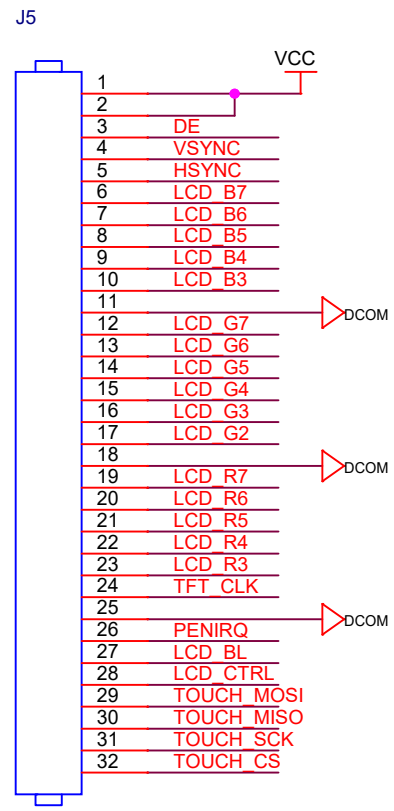 J5
VCC
1
2
3 DE
4 VSYNC
5 HSYNC
6 LCD_B7
7 LCD_B6
8 LCD_B5
9 LCD_B4
10 LCD_B3
11 DCOM
12 LCD_G7
13 LCD_G6
14 LCD_G5
15 LCD_G4
16 LCD_G3
17 LCD_G2
18 DCOM
19 LCD_R7
20 LCD_R6
21 LCD_R5
22 LCD_R4
23 LCD_R3
24 TFT_CLK
25 DCOM
26 PENIRQ
27 LCD_BL
28 LCD_CTRL
29 TOUCH_MOSI
30 TOUCH_MISO
31 TOUCH_SCK
32 TOUCH_CS